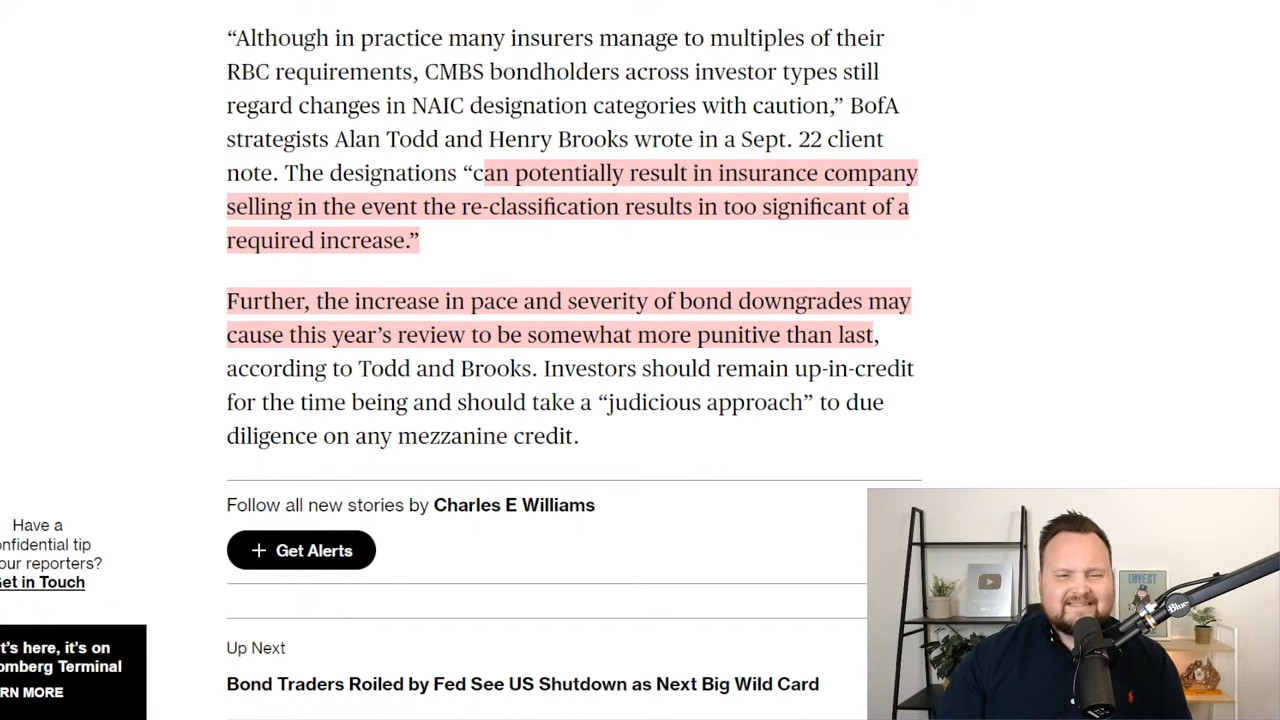 “Although in practice many insurers manage to multiples of their
RBC requirements, CMBS bondholders across investor types still
regard changes in NAIC designation categories with caution,” BofA
strategists Alan Todd and Henry Brooks wrote in a Sept. 22 client
note. The designations “can potentially result in insurance company
selling in the event the re-classification results in too significant of a
required increase.”
Further, the increase in pace and severity of bond downgrades may
cause this year’s review to be somewhat more punitive than last,
according to Todd and Brooks. Investors should remain up-in-credit
for the time being and should take a “judicious approach” to due
diligence on any mezzanine credit.
Follow all new stories by Charles E Williams
+ Get Alerts
Have a
onfidential tip
our reporters?
Get in Touch
t’s here, it’s on
omberg Terminal
RN MORE
Up Next
Bond Traders Roiled by Fed See US Shutdown as Next Big Wild Card
INVEST
Blue